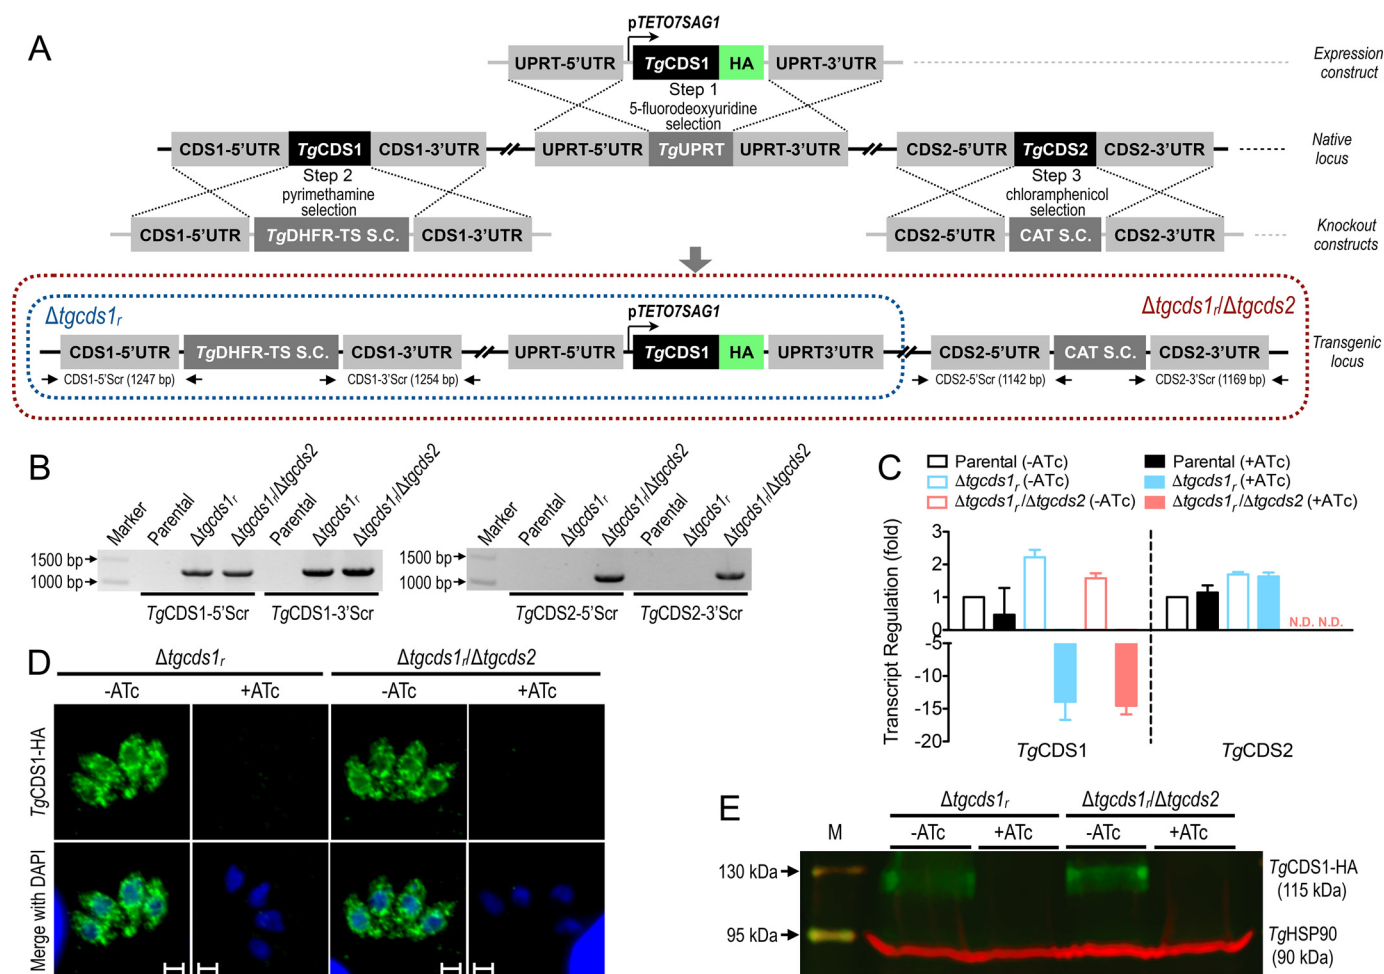 A
pTETO7SAG1
UPRT-5'UTR TgCDS1 HA UPRT-3'UTR
Expression
construct
Step 1
5-fluorodeoxyuridine
selection
CDS1-5'UTR TgCDS1 CDS1-3'UTR UPRT-5'UTR TgUPRT UPRT-3'UTR CDS2-5'UTR TgCDS2 CDS2-3'UTR
Native
locus
Step 2
pyrimethamine
selection
Step 3
chloramphenicol
selection
CDS1-5'UTR TgDHFR-TS S.C. CDS1-3'UTR CDS2-5'UTR CAT S.C. CDS2-3'UTR
Knockout
constructs
Δtgcds1r
pTETO7SAG1
Δtgcds1r/Δtgcds2
CDS1-5'UTR TgDHFR-TS S.C. CDS1-3'UTR UPRT-5'UTR TgCDS1 HA UPRT3'UTR CDS2-5'UTR CAT S.C. CDS2-3'UTR
Transgenic
locus
CDS1-5'Scr (1247 bp) CDS1-3'Scr (1254 bp) CDS2-5'Scr (1142 bp) CDS2-3'Scr (1169 bp)
B
Marker Parental Δtgcds1r Δtgcds1r/Δtgcds2 Parental Δtgcds1r Δtgcds1r/Δtgcds2
1500 bp
1000 bp
TgCDS1-5'Scr TgCDS1-3'Scr
Marker Parental Δtgcds1r Δtgcds1r/Δtgcds2 Parental Δtgcds1r Δtgcds1r/Δtgcds2
1500 bp
1000 bp
TgCDS2-5'Scr TgCDS2-3'Scr
C
Parental (-ATc) Parental (+ATc)
Δtgcds1r (-ATc) Δtgcds1r (+ATc)
Δtgcds1r/Δtgcds2 (-ATc) Δtgcds1r/Δtgcds2 (+ATc)
Transcript Regulation (fold)
3
2
1
0
-5
-10
-15
-20
N.D. N.D.
TgCDS1 TgCDS2
D
Δtgcds1r Δtgcds1r/Δtgcds2
-ATc +ATc -ATc +ATc
TgCDS1-HA
Merge with DAPI
E
Δtgcds1r Δtgcds1r/Δtgcds2
M -ATc +ATc -ATc +ATc
130 kDa
95 kDa
TgCDS1-HA
(115 kDa)
TgHSP90
(90 kDa)